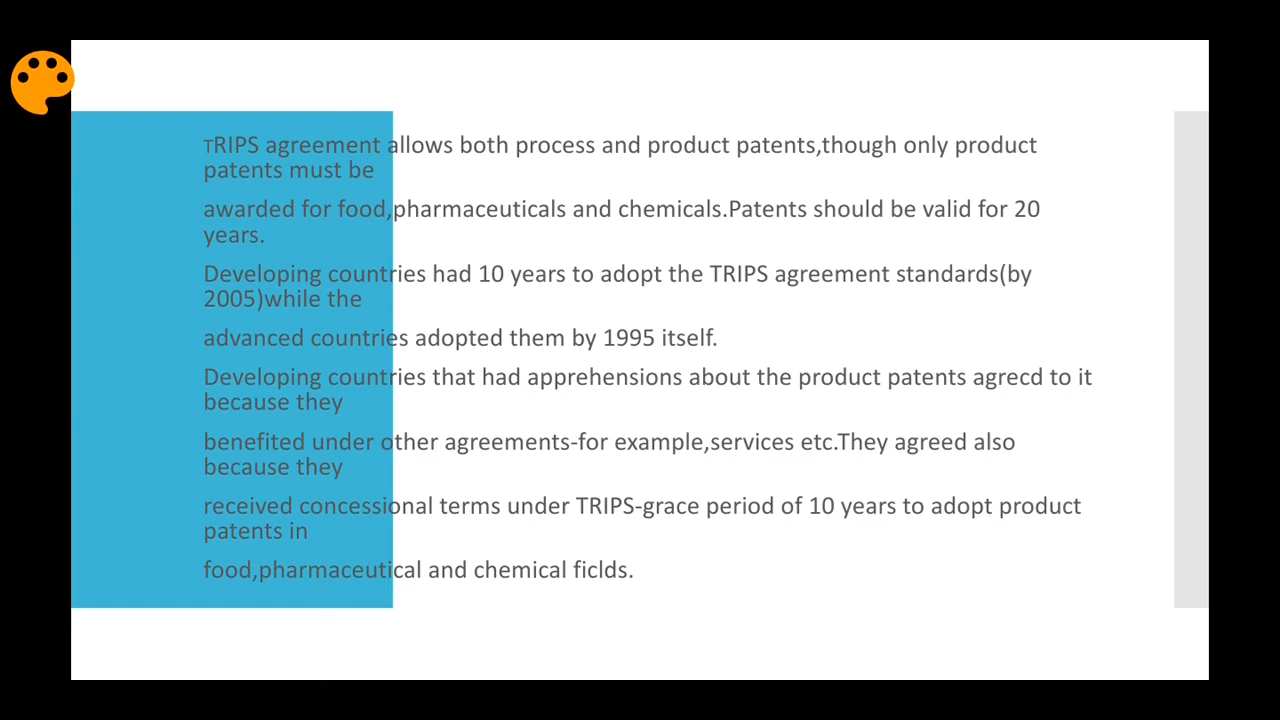 TRIPS agreement allows both process and product patents,though only product
patents must be
awarded for food,pharmaceuticals and chemicals.Patents should be valid for 20
years.
Developing countries had 10 years to adopt the TRIPS agreement standards(by
2005)while the
advanced countries adopted them by 1995 itself.
Developing countries that had apprehensions about the product patents agrecd to it
because they
benefited under other agreements-for example,services etc.They agreed also
because they
received concessional terms under TRIPS-grace period of 10 years to adopt product
patents in
food,pharmaceutical and chemical ficlds.